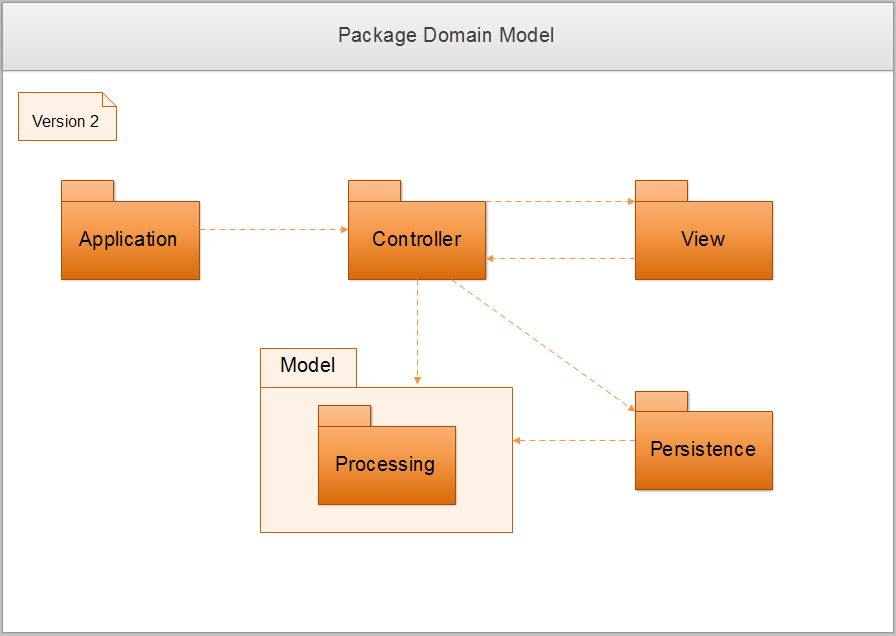 Package Domain Model
Version 2
Application
Controller
View
Model
Processing
Persistence